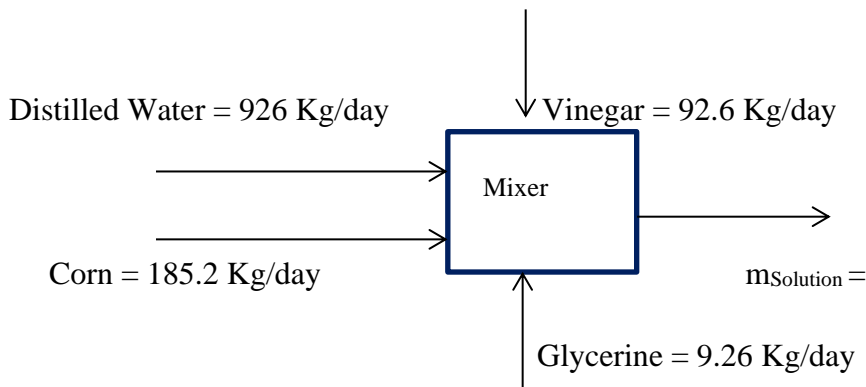 Distilled Water = 926 Kg/day
Vinegar = 92.6 Kg/day
Mixer
Corn = 185.2 Kg/day
mSolution =
Glycerine = 9.26 Kg/day